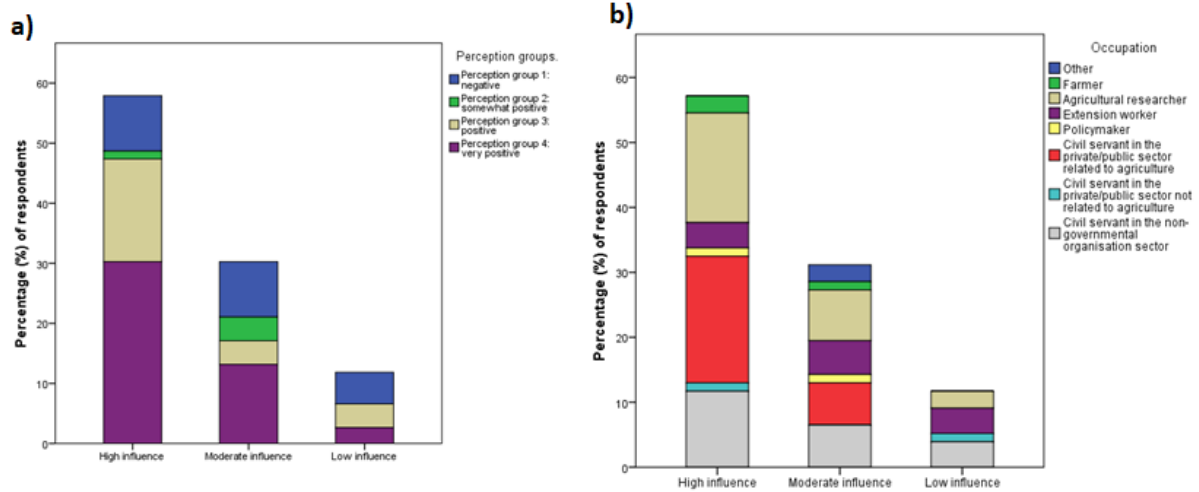 a)
Percentage (%) of respondents
60
50
40
30
20
10
0
High influence
Moderate influence
Low influence
Perception groups.
Perception group 1:
negative
Perception group 2:
somewhat positive
Perception group 3:
positive
Perception group 4:
very positive
b)
Percentage (%) of respondents
60
50
40
30
20
10
0
High influence
Moderate influence
Low influence
Occupation
Other
Farmer
Agricultural researcher
Extension worker
Policymaker
Civil servant in the
private/public sector
related to agriculture
Civil servant in the
private/public sector not
related to agriculture
Civil servant in the non-
governmental
organisation sector